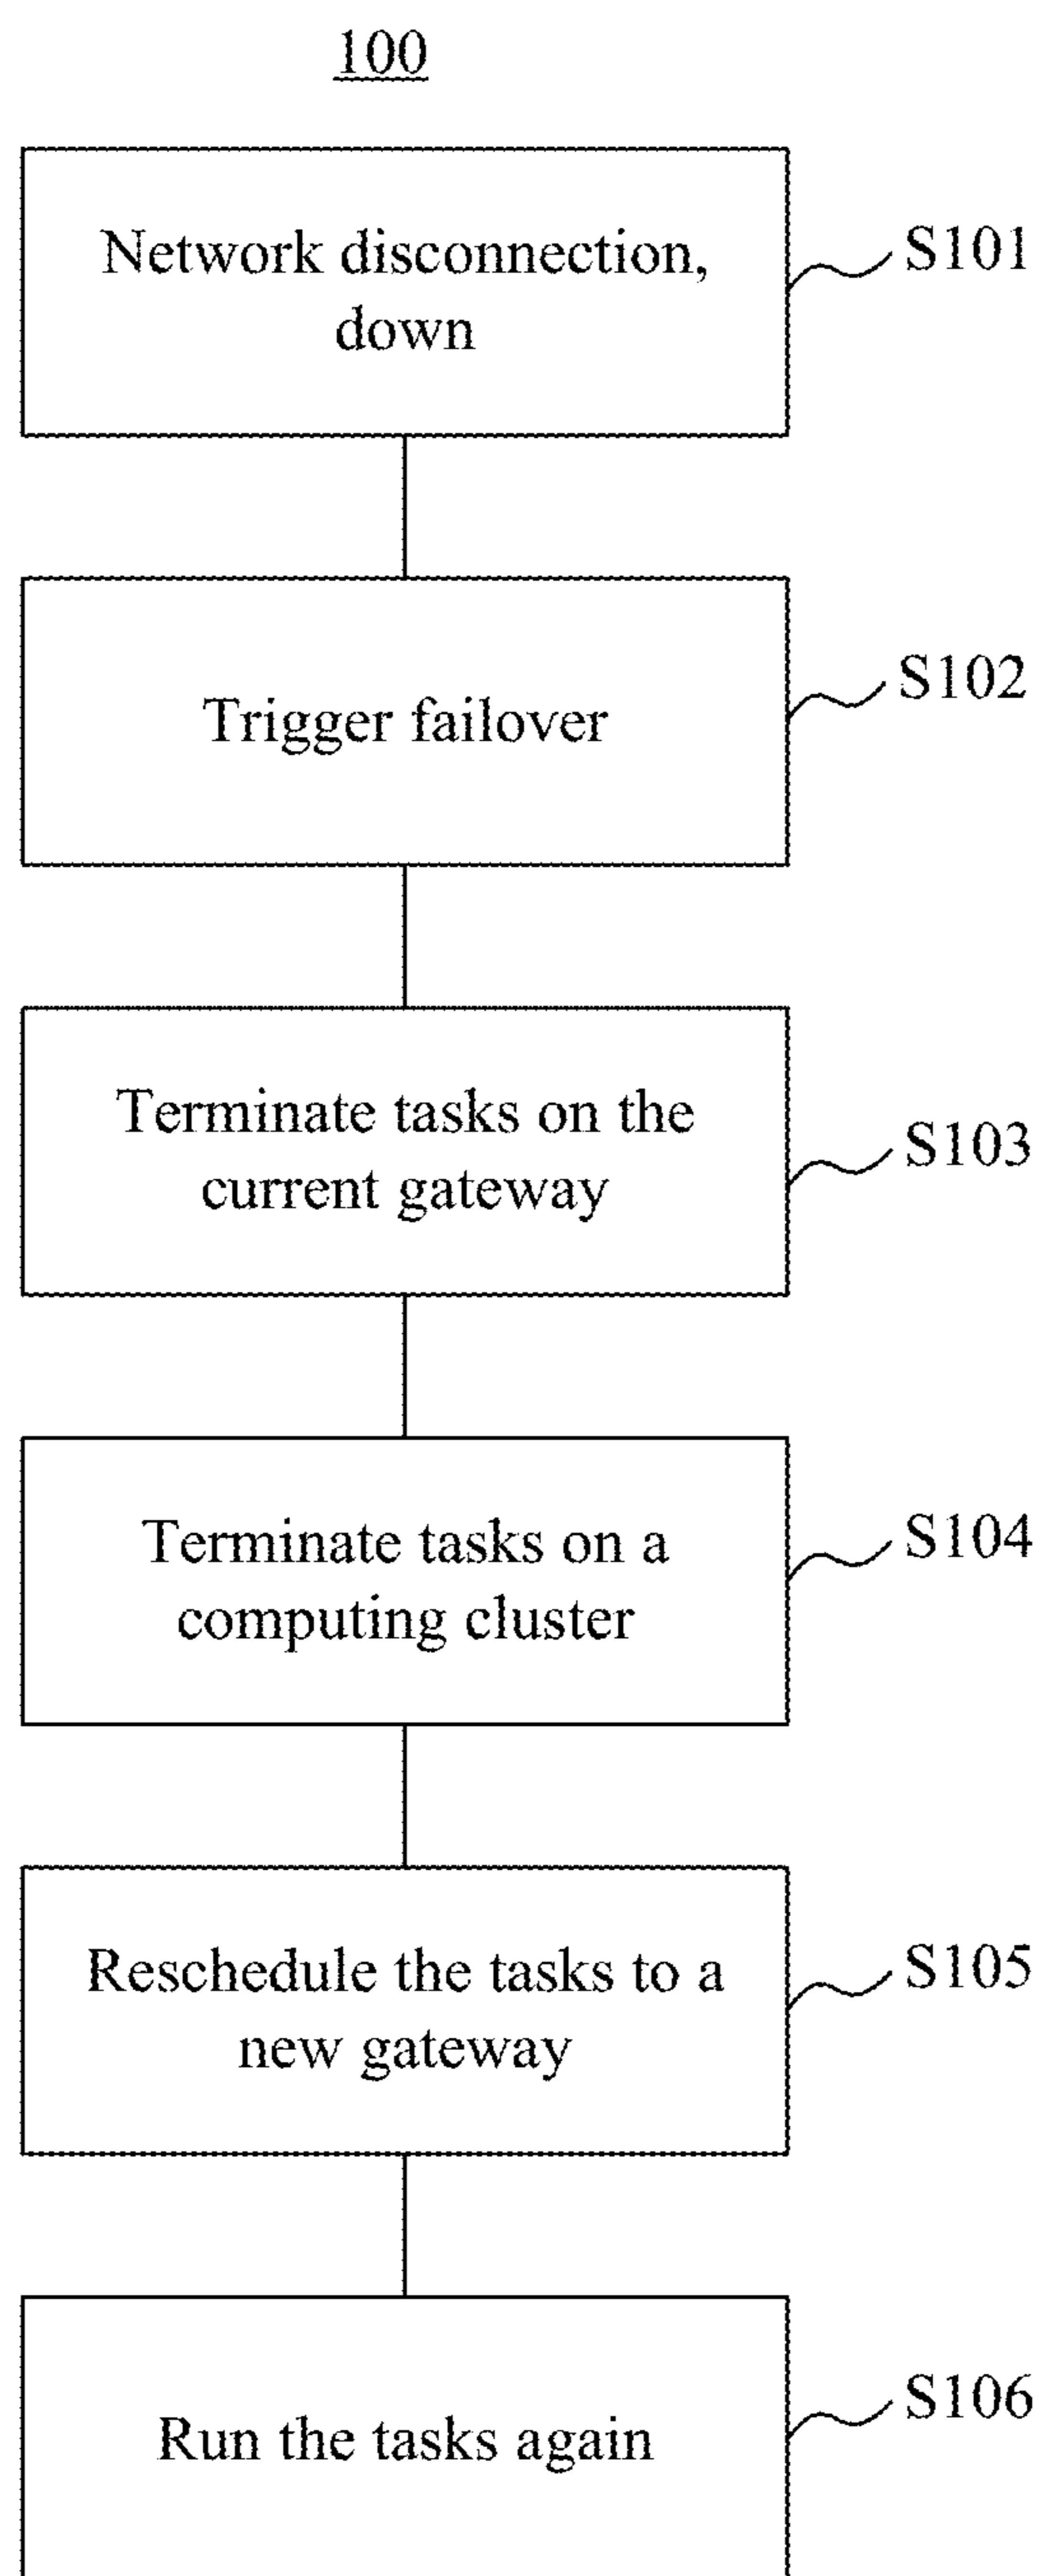 100
Network disconnection,
down
S101
Trigger failover
S102
Terminate tasks on the
current gateway
S103
Terminate tasks on a
computing cluster
S104
Reschedule the tasks to a
new gateway
S105
Run the tasks again
S106